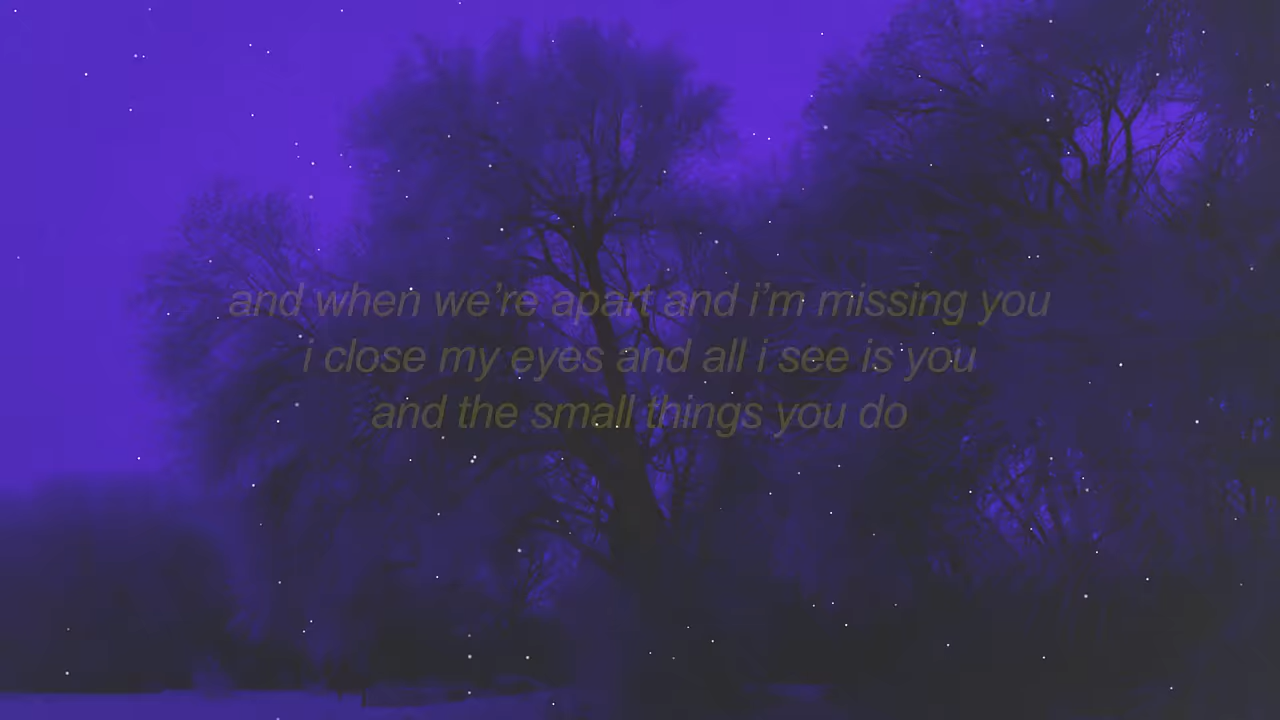 and when we’re apart and i’m missing you
i close my eyes and all i see is you
and the small things you do